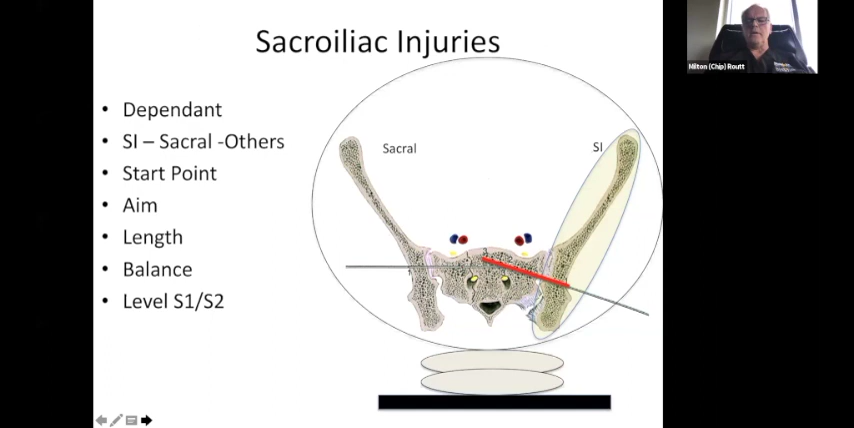 Sacroiliac Injuries
Milton (Chip) Routt
• Dependant
• SI – Sacral -Others
• Start Point
• Aim
• Length
• Balance
• Level S1/S2
Sacral
SI